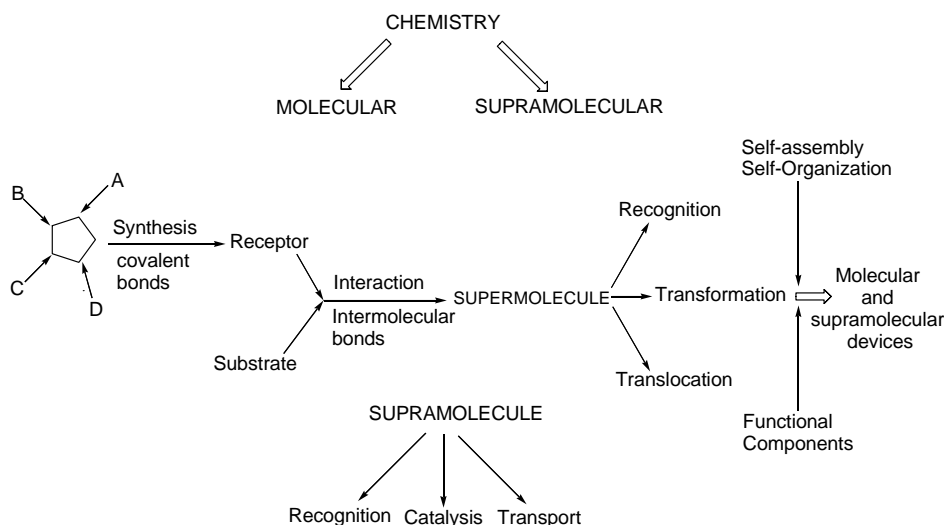 CHEMISTRY
MOLECULAR
SUPRAMOLECULAR
Self-assembly
Self-Organization
A
B
C
D
Synthesis
covalent
bonds
Receptor
Substrate
Interaction
Intermolecular
bonds
SUPERMOLECULE
Recognition
Transformation
Translocation
Molecular
and
supramolecular
devices
Functional
Components
SUPRAMOLECULE
Recognition
Catalysis
Transport